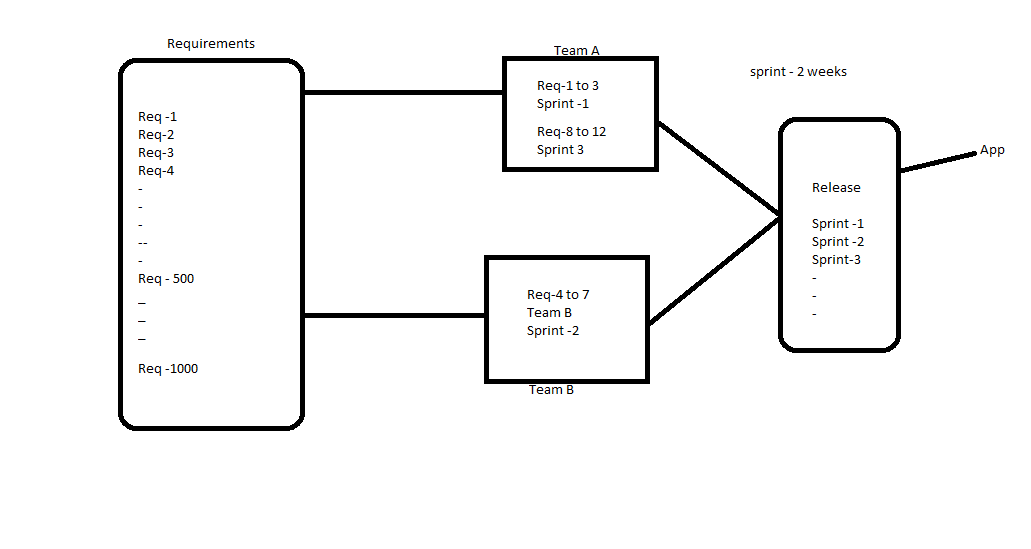 Requirements
Req -1
Req-2
Req-3
Req-4
-
-
-
--
-
Req - 500
_
_
_
Req -1000
Team A
Req-1 to 3
Sprint -1
Req-8 to 12
Sprint 3
Req-4 to 7
Team B
Sprint -2
Team B
sprint - 2 weeks
Release
Sprint -1
Sprint -2
Sprint-3
-
-
-
App